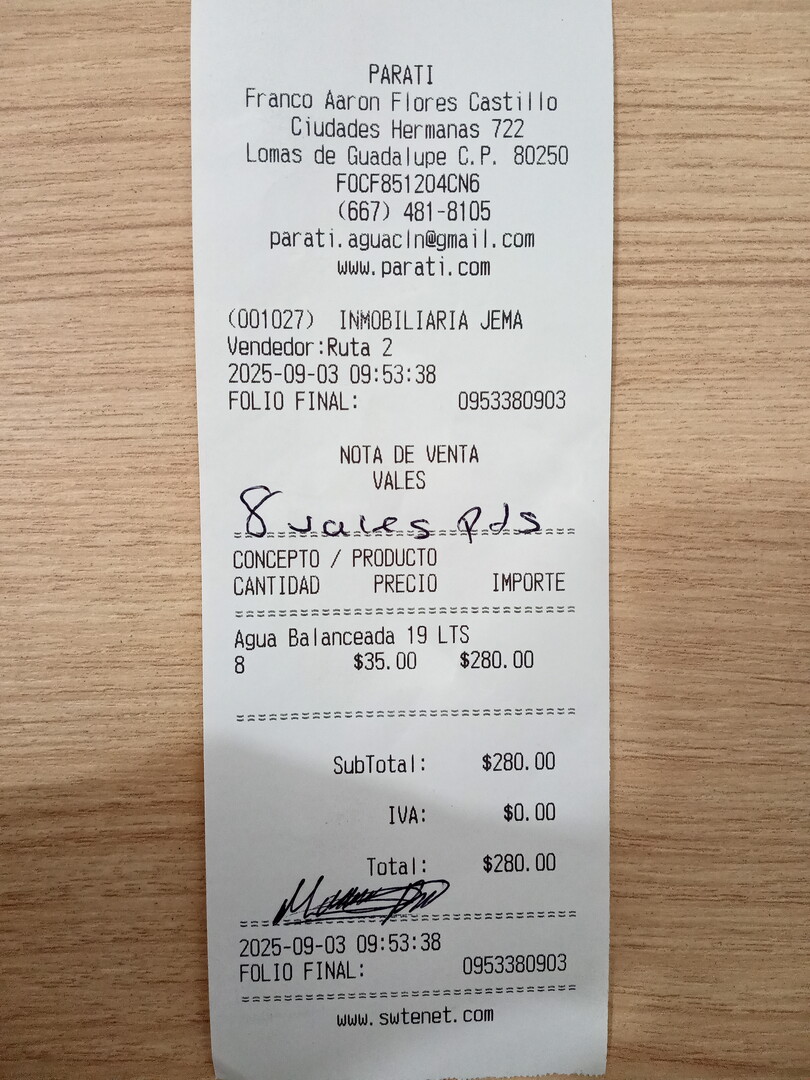 PARATI
Franco Aaron Flores Castillo
Ciudades Hermanas 722
Lomas de Guadalupe C.P. 80250
FOCF851204CN6
(667) 481-8105
parati.aguacln@gmail.com
www.parati.com
(001027) INMOBILIARIA JEMA
Vendedor:Ruta 2
2025-09-03 09:53:38
FOLIO FINAL: 0953380903
NOTA DE VENTA
VALES
8 vales pds
CONCEPTO / PRODUCTO
CANTIDAD PRECIO IMPORTE
Agua Balanceada 19 LTS
8 $35.00 $280.00
SubTotal: $280.00
IVA: $0.00
Total: $280.00
2025-09-03 09:53:38
FOLIO FINAL: 0953380903
www.swtenet.com